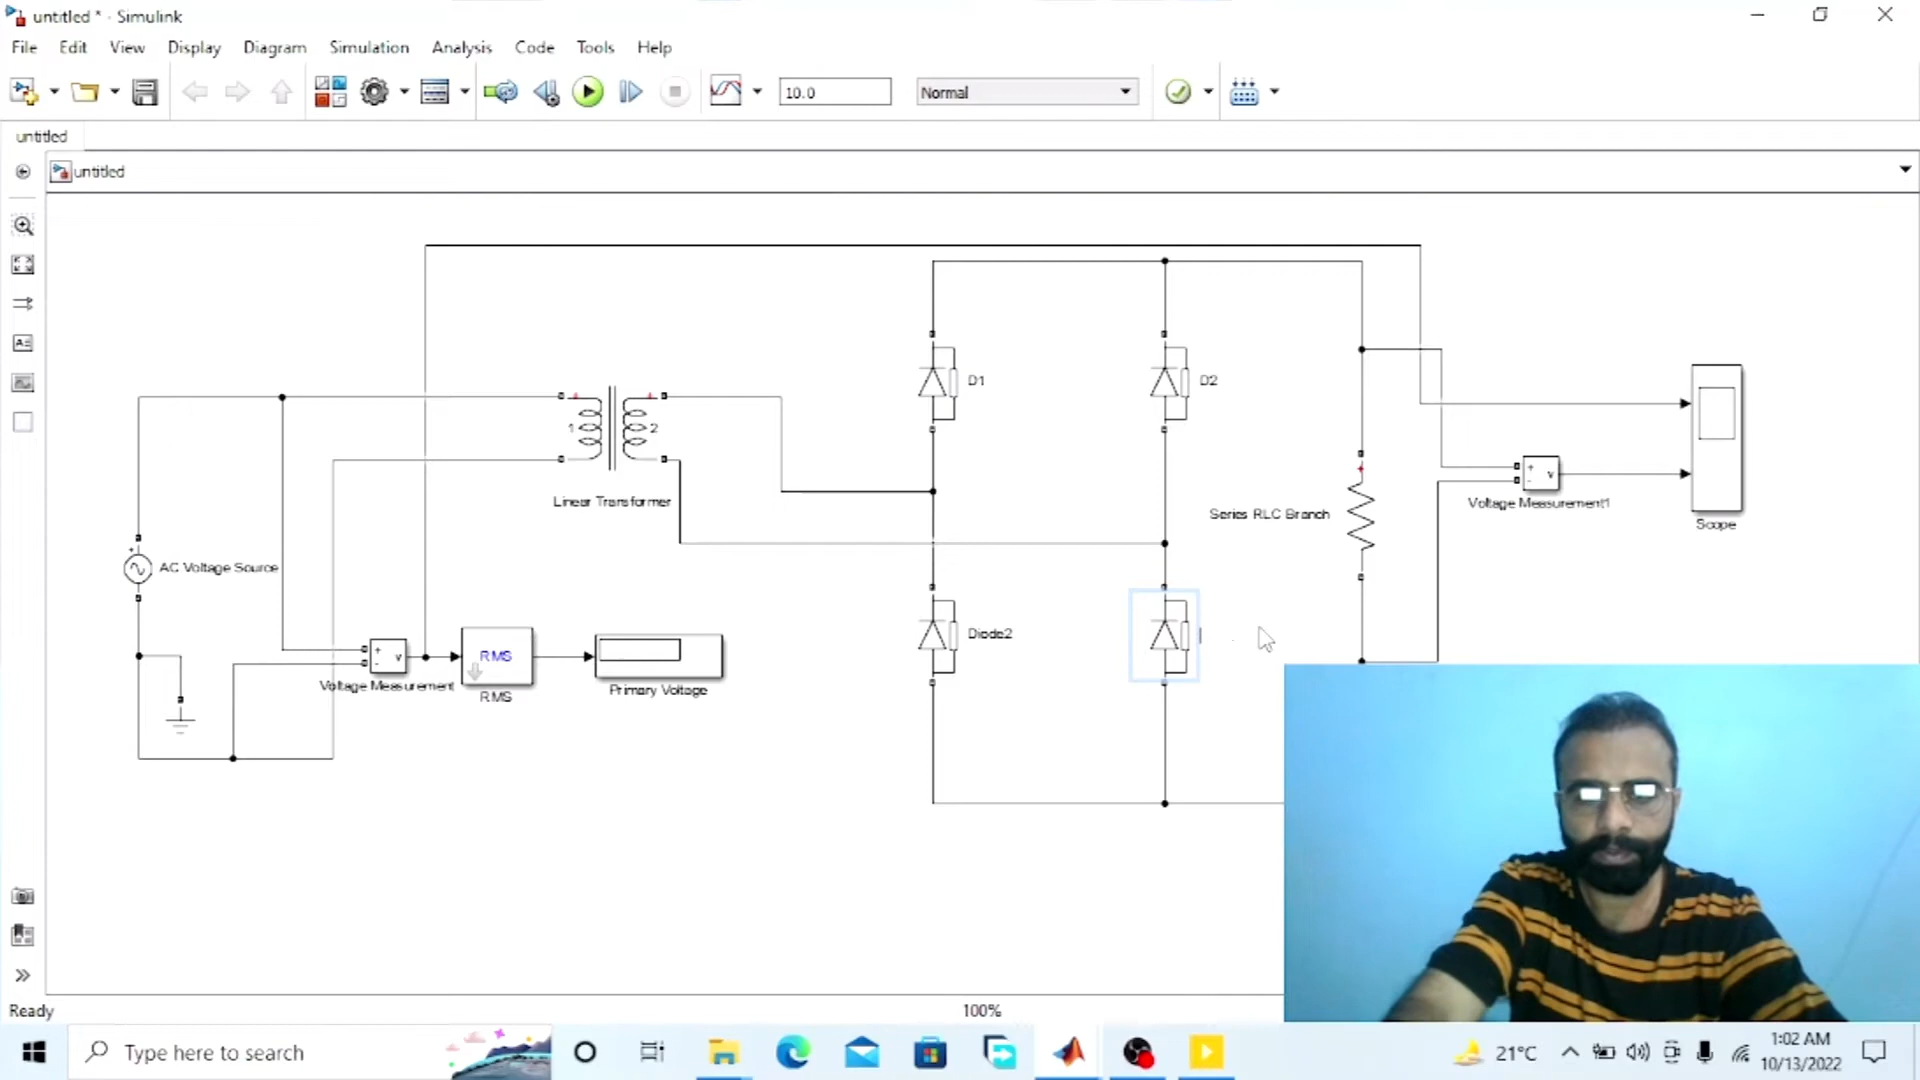 untitled * - Simulink
File Edit View Display Diagram Simulation Analysis Code Tools Help
10.0 Normal
untitled
untitled
D1 D2
1 2
Linear Transformer
Series RLC Branch
+ - v
Voltage Measurement1
Scope
+
AC Voltage Source
Diode2
+ - v
Voltage Measurement
RMS
RMS
Primary Voltage
Ready 100%
Type here to search
21°C
1:02 AM
10/13/2022